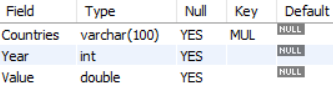 Field Type Null Key Default
Countries varchar(100) YES MUL NULL
Year int YES NULL
Value double YES NULL